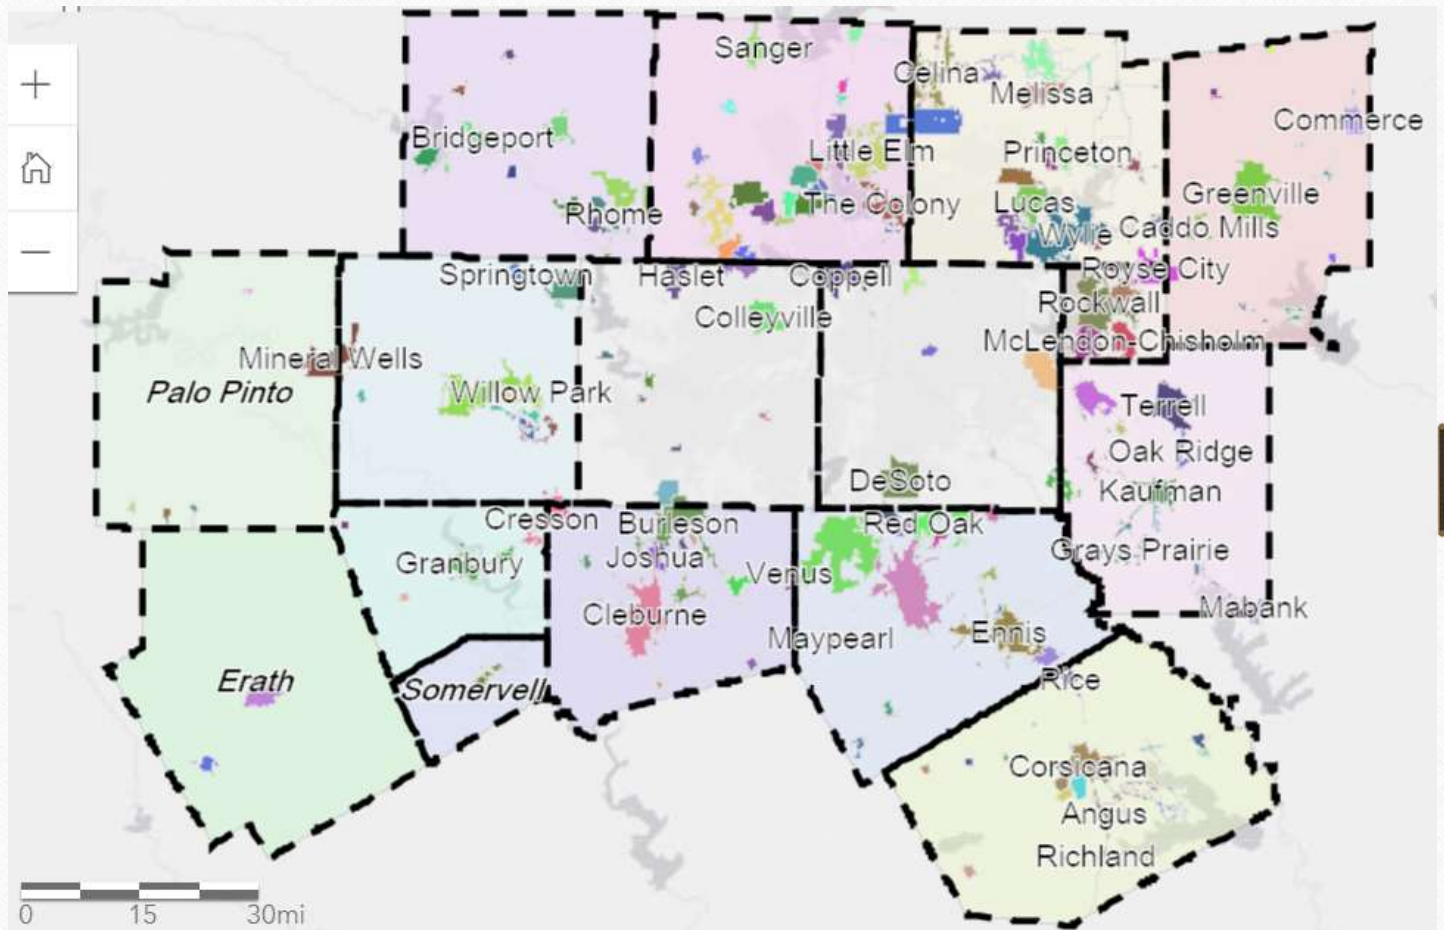 Sanger
Celina
Melissa
Commerce
Bridgeport
Little Elm
Princeton
Greenville
Rhome
The Colony
Lucas
Wylie
Caddo Mills
Springtown
Haslet
Coppell
Royse City
Rockwall
Colleyville
McLendon-Chisholm
Mineral Wells
Palo Pinto
Willow Park
Terrell
Oak Ridge
DeSoto
Kaufman
Cresson
Burleson
Red Oak
Granbury
Joshua
Venus
Grays Prairie
Cleburne
Maypearl
Ennis
Mabank
Erath
Somervell
Rice
Corsicana
Angus
Richland
0 15 30mi